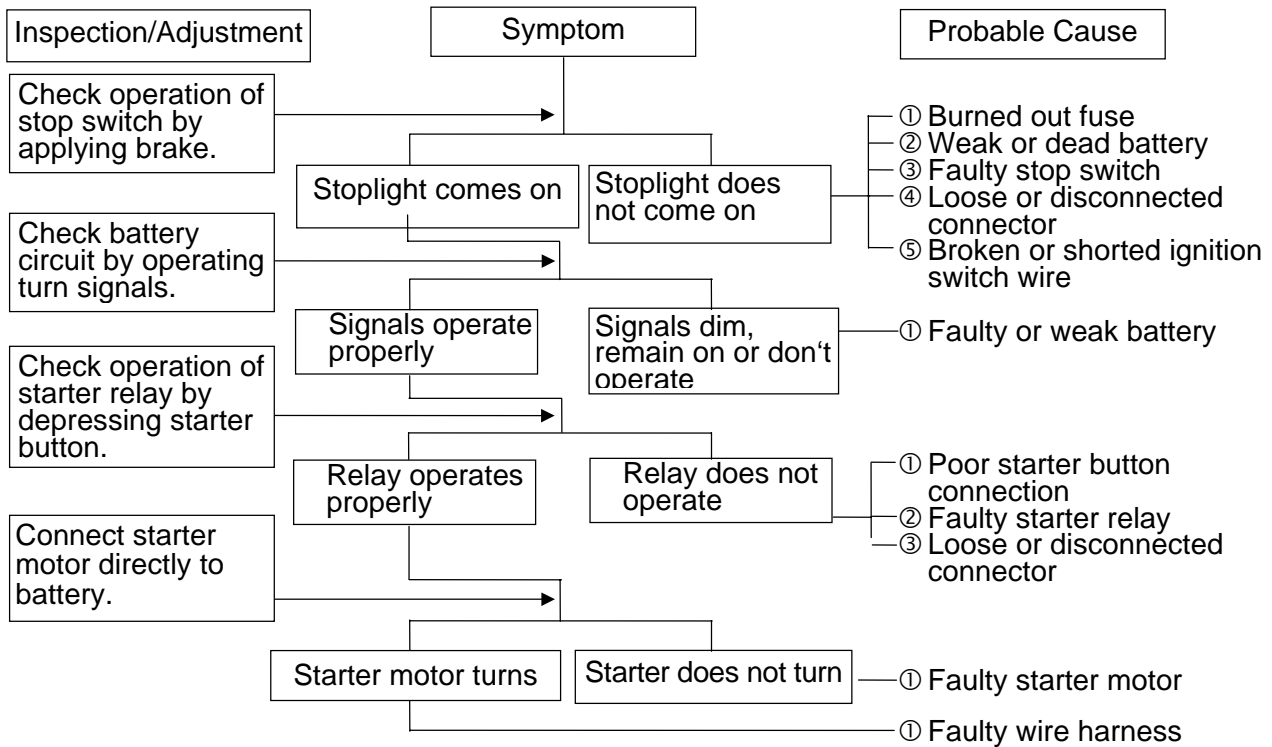 Inspection/Adjustment
Symptom
Probable Cause
Check operation of
stop switch by
applying brake.
Stoplight comes on
Stoplight does
not come on
① Burned out fuse
② Weak or dead battery
③ Faulty stop switch
④ Loose or disconnected
connector
⑤ Broken or shorted ignition
switch wire
Check battery
circuit by operating
turn signals.
Signals operate
properly
Signals dim,
remain on or don‘t
operate
① Faulty or weak battery
Check operation of
starter relay by
depressing starter
button.
Relay operates
properly
Relay does not
operate
① Poor starter button
connection
② Faulty starter relay
③ Loose or disconnected
connector
Connect starter
motor directly to
battery.
Starter motor turns
Starter does not turn
① Faulty starter motor
① Faulty wire harness